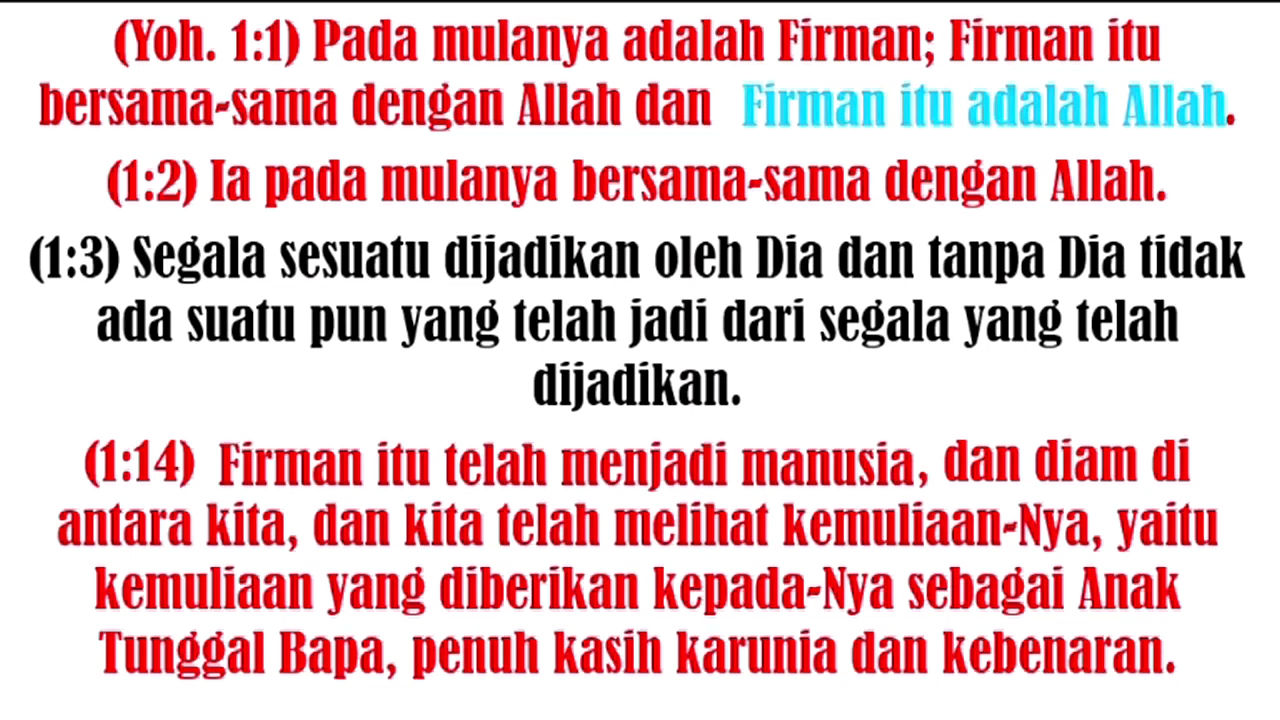 (Yoh. 1:1) Pada mulanya adalah Firman; Firman itu
bersama-sama dengan Allah dan Firman itu adalah Allah.
(1:2) Ia pada mulanya bersama-sama dengan Allah.
(1:3) Segala sesuatu dijadikan oleh Dia dan tanpa Dia tidak
ada suatu pun yang telah jadi dari segala yang telah
dijadikan.
(1:14) Firman itu telah menjadi manusia, dan diam di
antara kita, dan kita telah melihat kemuliaan-Nya, yaitu
kemuliaan yang diberikan kepada-Nya sebagai Anak
Tunggal Bapa, penuh kasih karunia dan kebenaran.